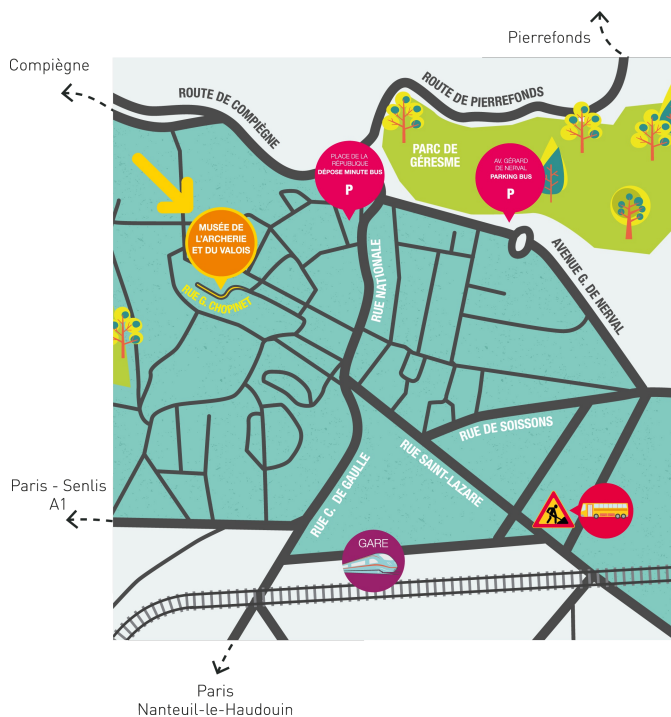 Pierrefonds
Compiègne
ROUTE DE COMPIÈGNE
ROUTE DE PIERREFONDS
PARC DE
GÉRESME
PLACE DE LA
RÉPUBLIQUE
DÉPOSE MINUTE BUS
P
AV. GÉRARD
DE NERVAL
PARKING BUS
P
MUSÉE DE
L'ARCHERIE
ET DU VALOIS
RUE G. CHOPINET
RUE NATIONALE
AVENUE G. DE NERVAL
RUE DE SOISSONS
RUE SAINT-LAZARE
RUE C. DE GAULLE
Paris - Senlis
A1
GARE
Paris
Nanteuil-le-Haudouin